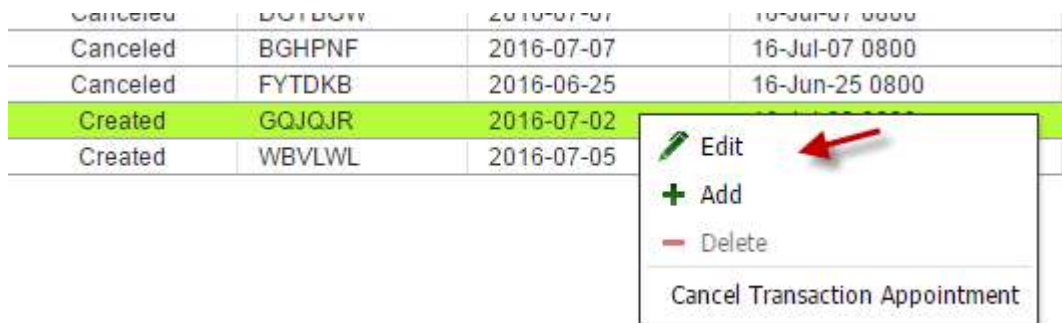 Canceled BGHPNF 2016-07-07 16-Jul-07 0800
Canceled FYTDKB 2016-06-25 16-Jun-25 0800
Created GQJQJR 2016-07-02
Created WBVLWL 2016-07-05
Edit
Add
Delete
Cancel Transaction Appointment